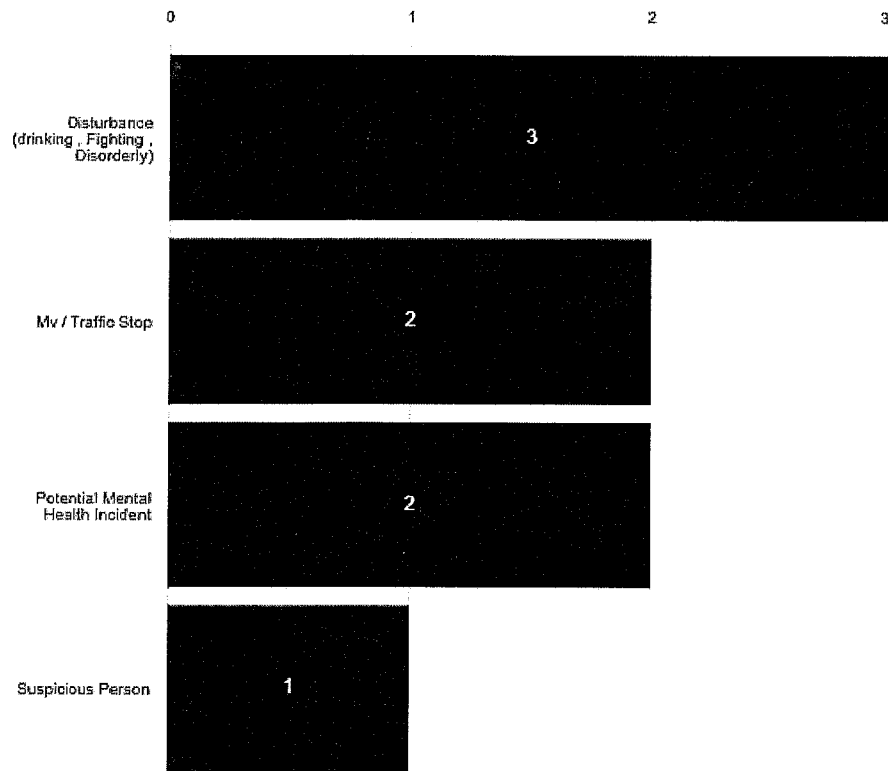 0 1 2 3
Disturbance
(drinking , Fighting ,
Disorderly)
3
Mv / Traffic Stop
2
Potential Mental
Health Incident
2
Suspicious Person
1